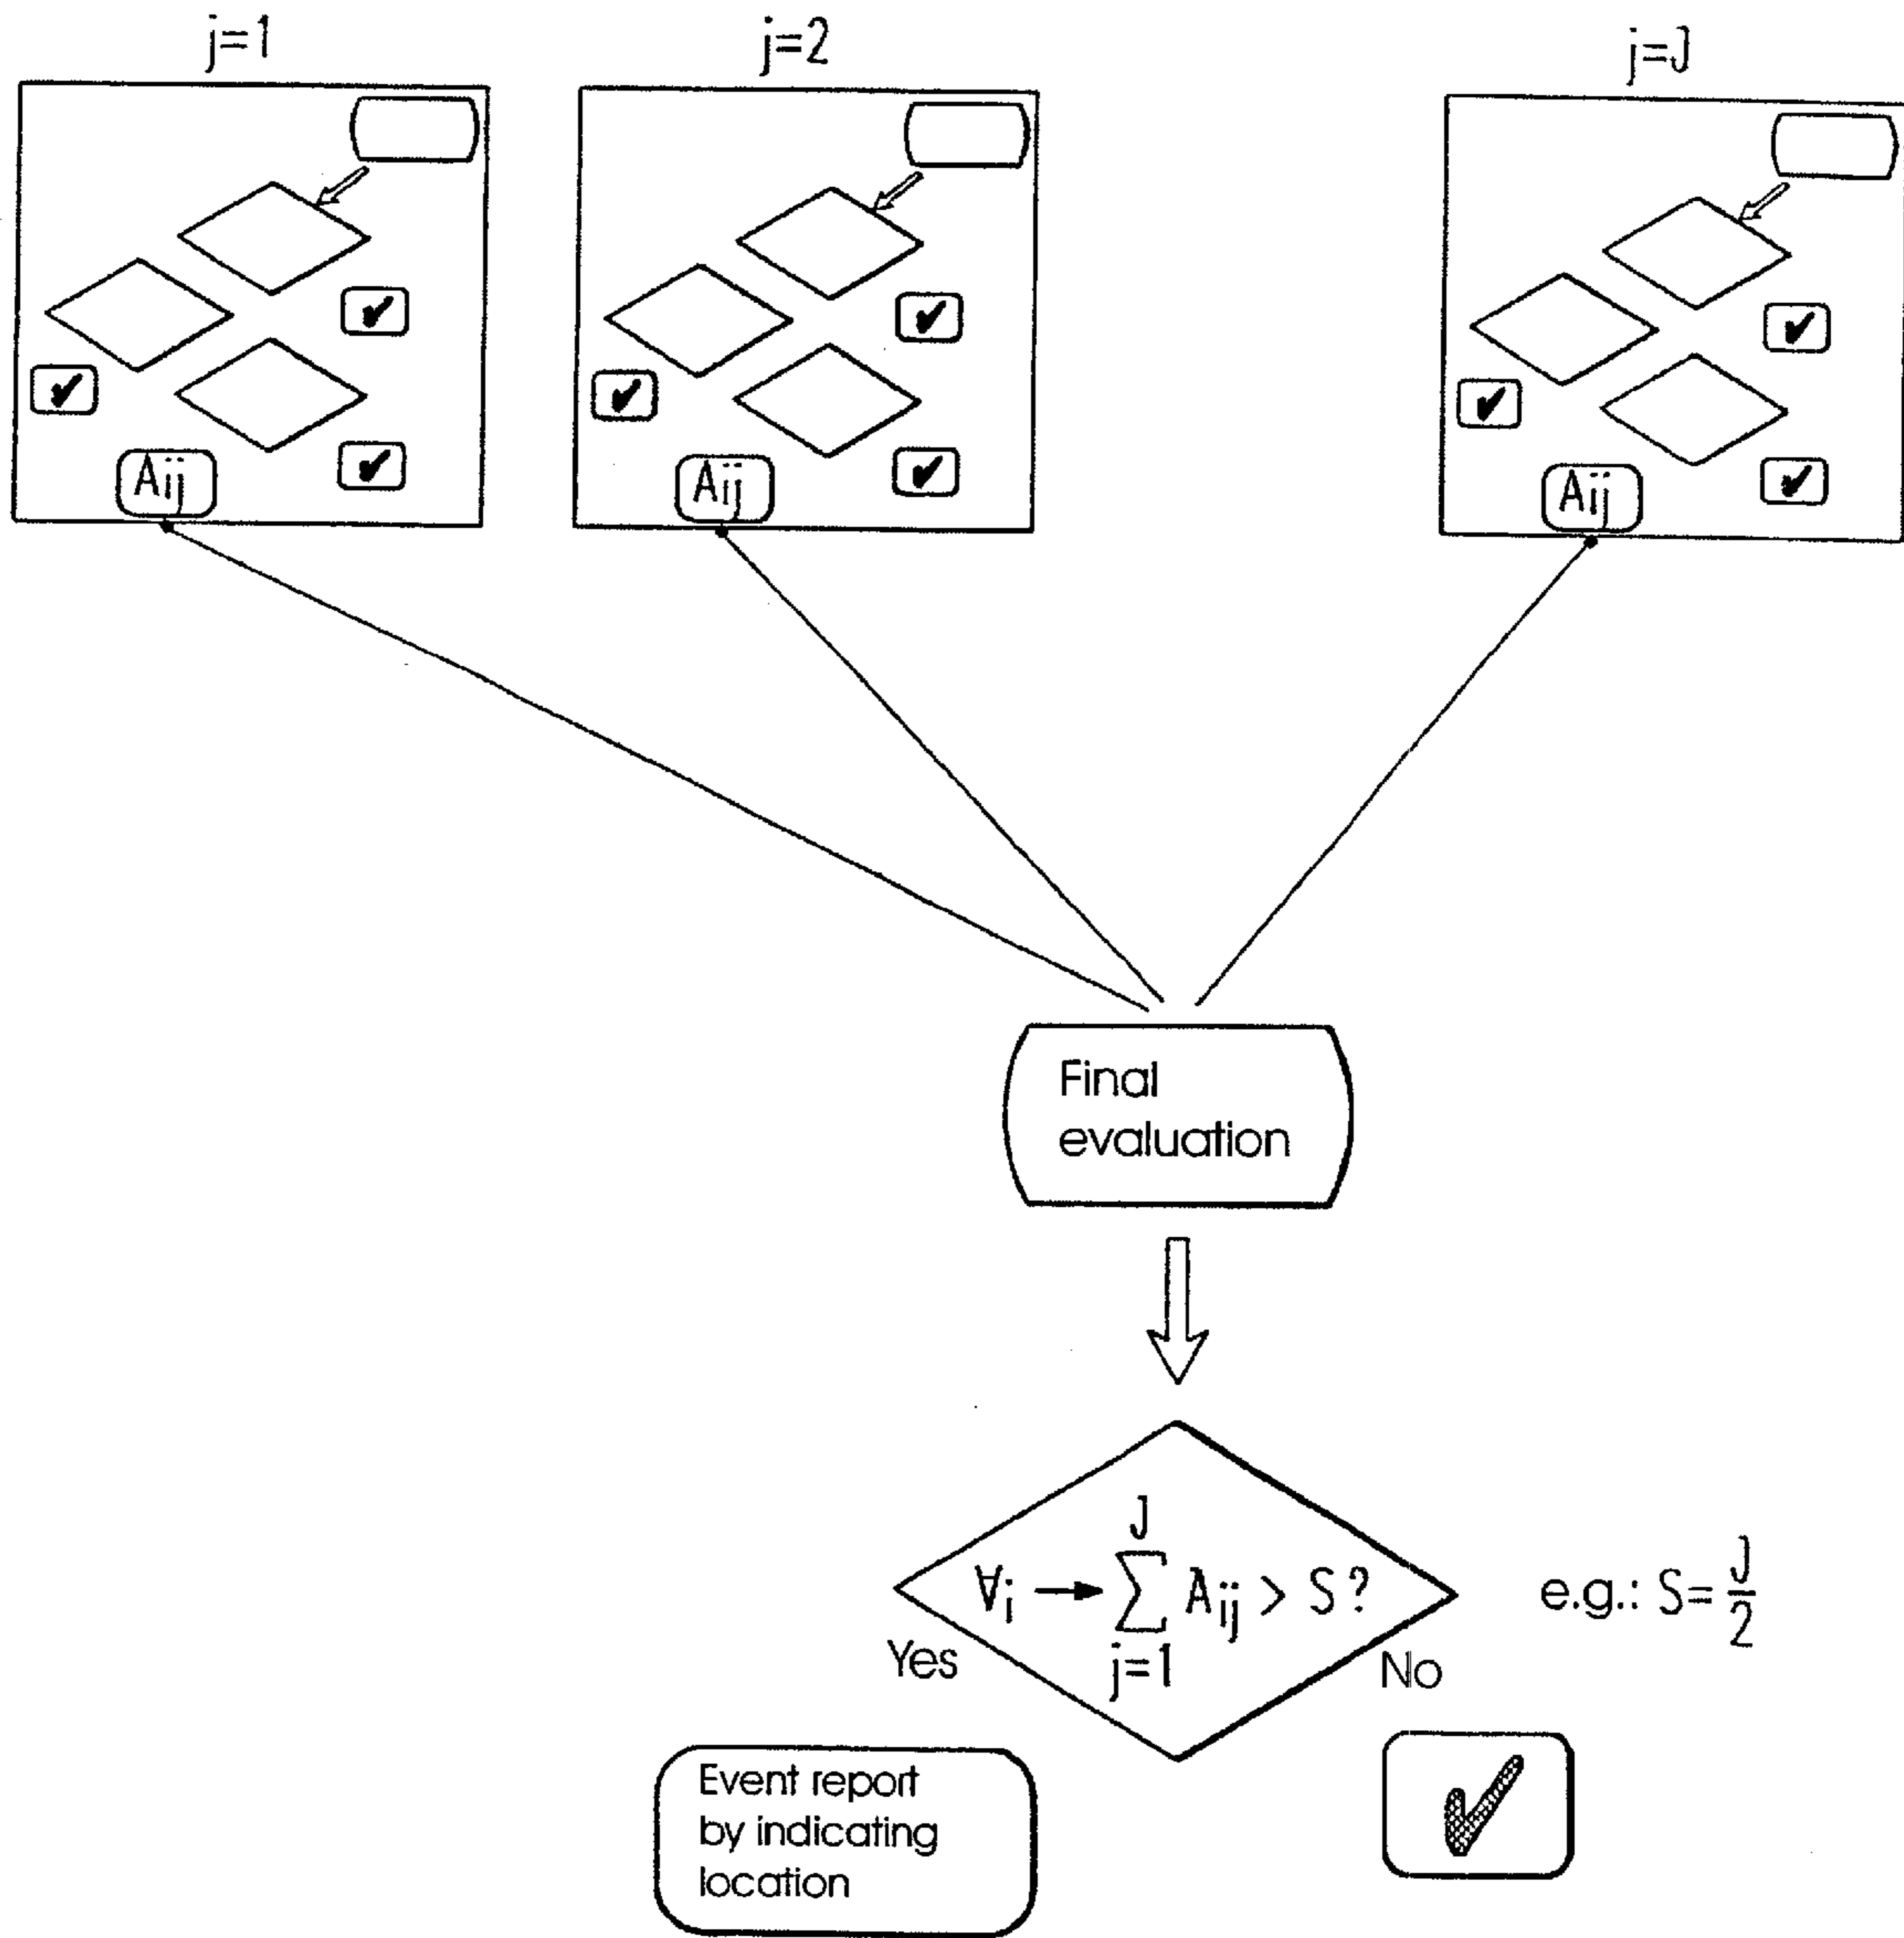 j=1
j=2
j=J
Aij
Aij
Aij
Final
evaluation
∀i → ∑ j=1 J Aij > S?
e.g.: S= J/2
Yes
No
Event report
by indicating
location